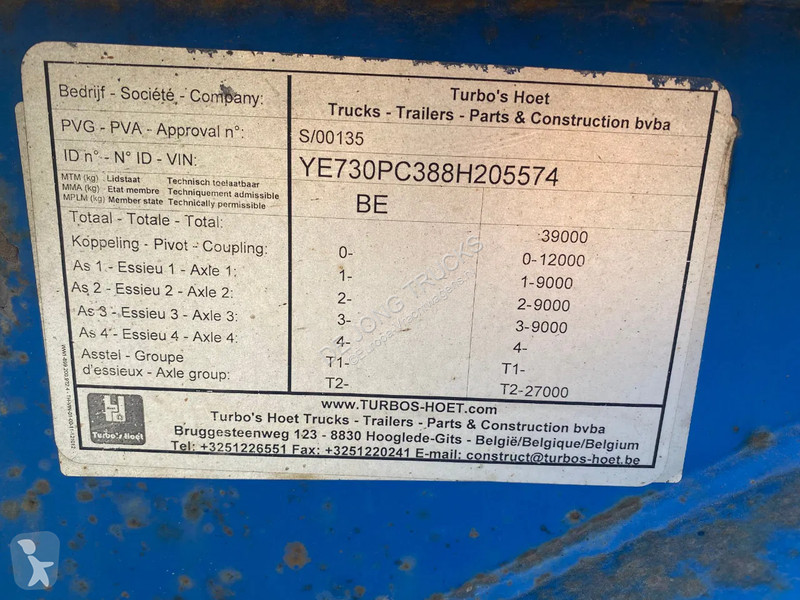 Bedrijf - Société - Company: Turbo's Hoet
Trucks - Trailers - Parts & Construction bvba
PVG - PVA - Approval n°: S/00135
ID n° - N° ID - VIN: YE730PC388H205574
MTM (kg) Lidstaat Technisch toelaatbaar
MMA (kg) Etat membre Techniquement admissible
MPLM (kg) Member state Technically permissible
BE
Totaal - Totale - Total: 39000
Koppeling - Pivot - Coupling: 0- 0-12000
As 1 - Essieu 1 - Axle 1: 1- 1-9000
As 2 - Essieu 2 - Axle 2: 2- 2-9000
As 3 - Essieu 3 - Axle 3: 3- 3-9000
As 4 - Essieu 4 - Axle 4: 4- 4-
Asstel - Groupe T1- T1-
d'essieux - Axle group: T2- T2-27000
www.TURBOS-HOET.com
Turbo's Hoet Trucks - Trailers - Parts & Construction bvba
Bruggesteenweg 123 - 8830 Hooglede-Gits - België/Belgique/Belgium
Tel: +3251226551 Fax: +3251220241 E-mail: construct@turbos-hoet.be
Turbo's Hoet
TRUCKS